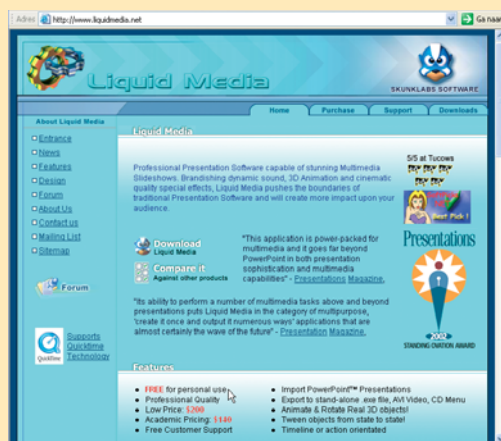 Adres http://www.liquidmedia.net Ga naar
Liquid Media
SKUNKLABS SOFTWARE
Home Purchase Support Downloads
About Liquid Media
Entrance
News
Features
Design
Forum
About Us
Contact us
Mailing List
Sitemap
Forum
Supports
Quicktime
Technology
QuickTime
Liquid Media
Professional Presentation Software capable of stunning Multimedia
Slideshows. Brandishing dynamic sound, 3D Animation and cinematic
quality special effects, Liquid Media pushes the boundaries of
traditional Presentation Software and will create more impact upon your
audience.
Download
Liquid Media
Compare it
Against other products
"This application is power-packed for
multimedia and it goes far beyond
PowerPoint in both presentation
sophistication and multimedia
capabilities" - Presentations Magazine.
"Its ability to perform a number of multimedia tasks above and beyond
presentations puts Liquid Media in the category of multipurpose,
'create it once and output it numerous ways' applications that are
almost certainly the wave of the future" - Presentation Magazine.
5/5 at Tucows
Best Pick!
Presentations
2002
STANDING OVATION AWARD
Features
FREE for personal use
Professional Quality
Low Price: $200
Academic Pricing: $140
Free Customer Support
Import PowerPoint™ Presentations
Export to stand-alone .exe file, AVI Video, CD Menu
Animate & Rotate Real 3D objects!
Tween objects from state to state!
Timeline or action orientated